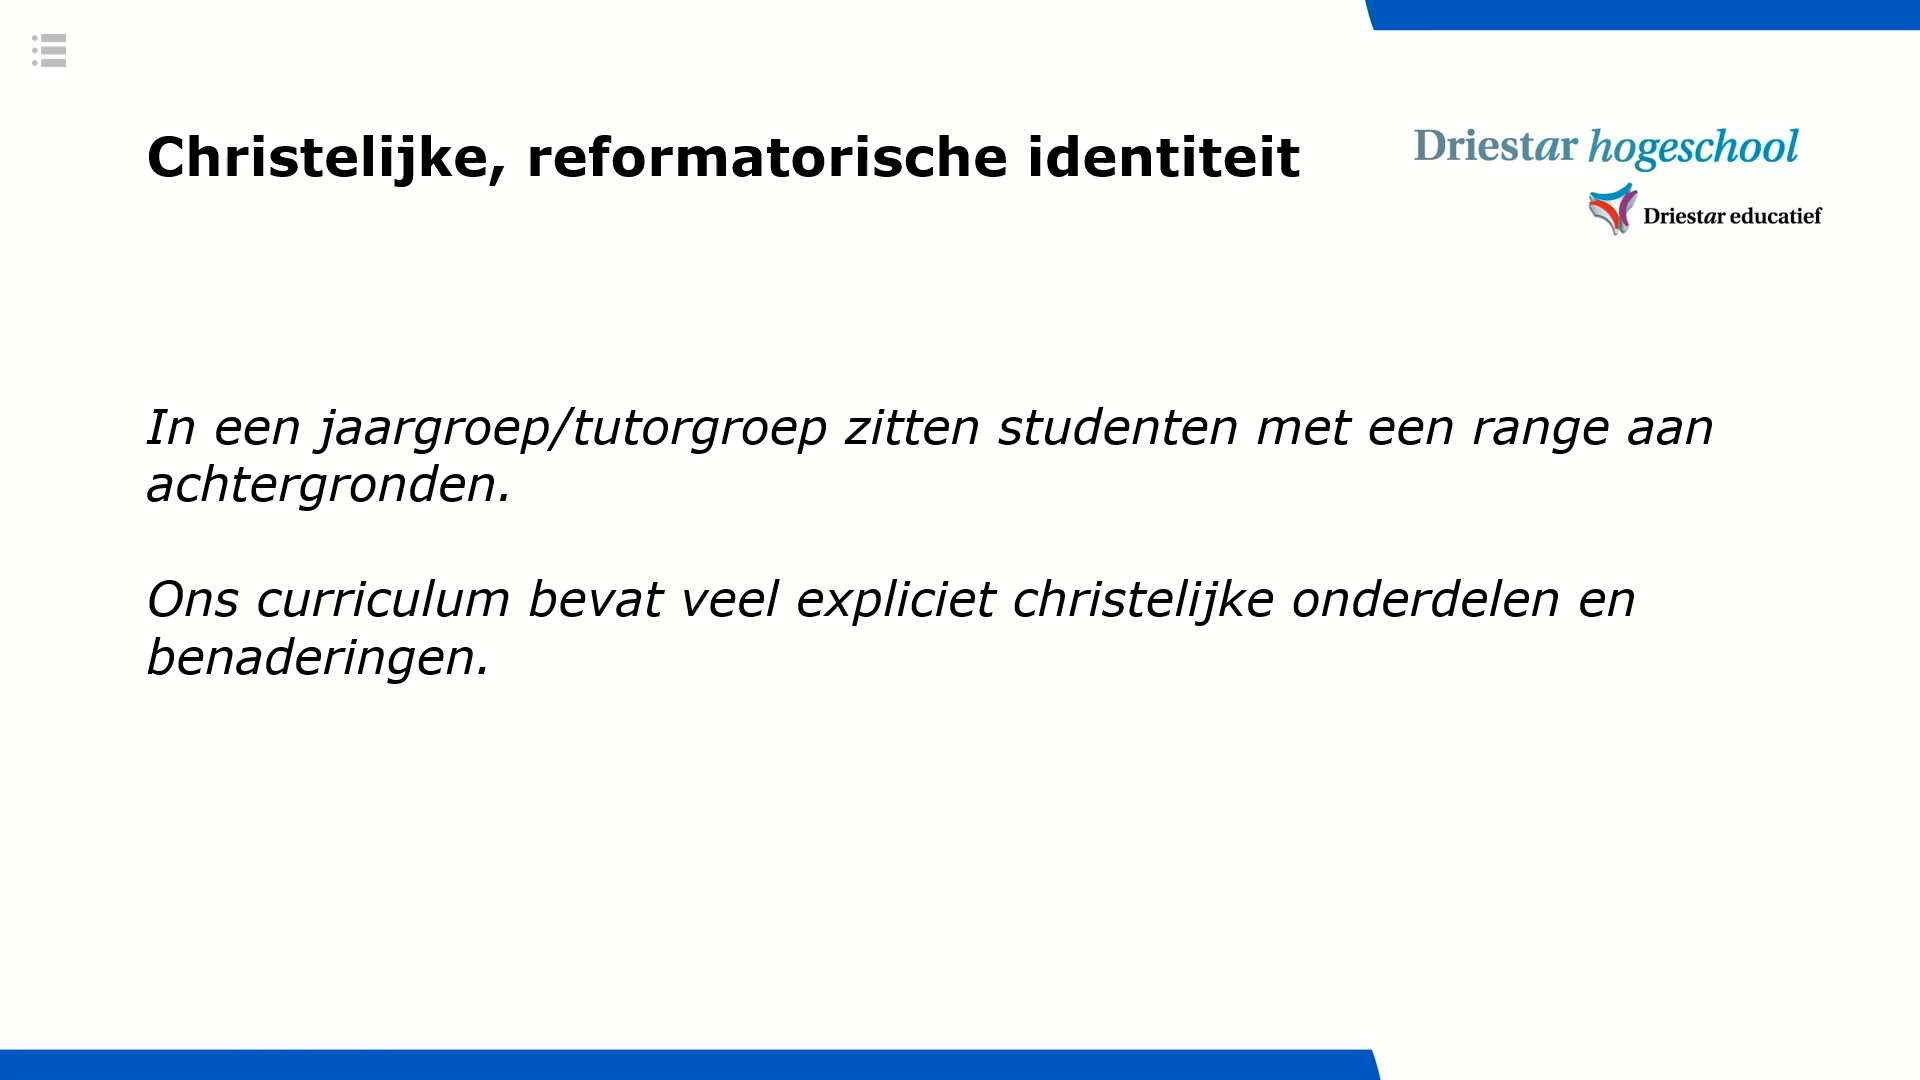 Christelijke, reformatorische identiteit
Driestar hogeschool
Driestar educatief
In een jaargroep/tutorgroep zitten studenten met een range aan
achtergronden.
Ons curriculum bevat veel expliciet christelijke onderdelen en
benaderingen.